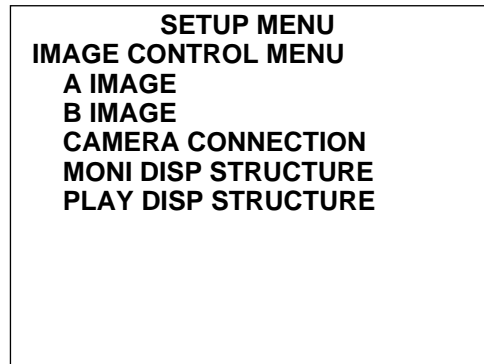 SETUP MENU
IMAGE CONTROL MENU
A IMAGE
B IMAGE
CAMERA CONNECTION
MONI DISP STRUCTURE
PLAY DISP STRUCTURE